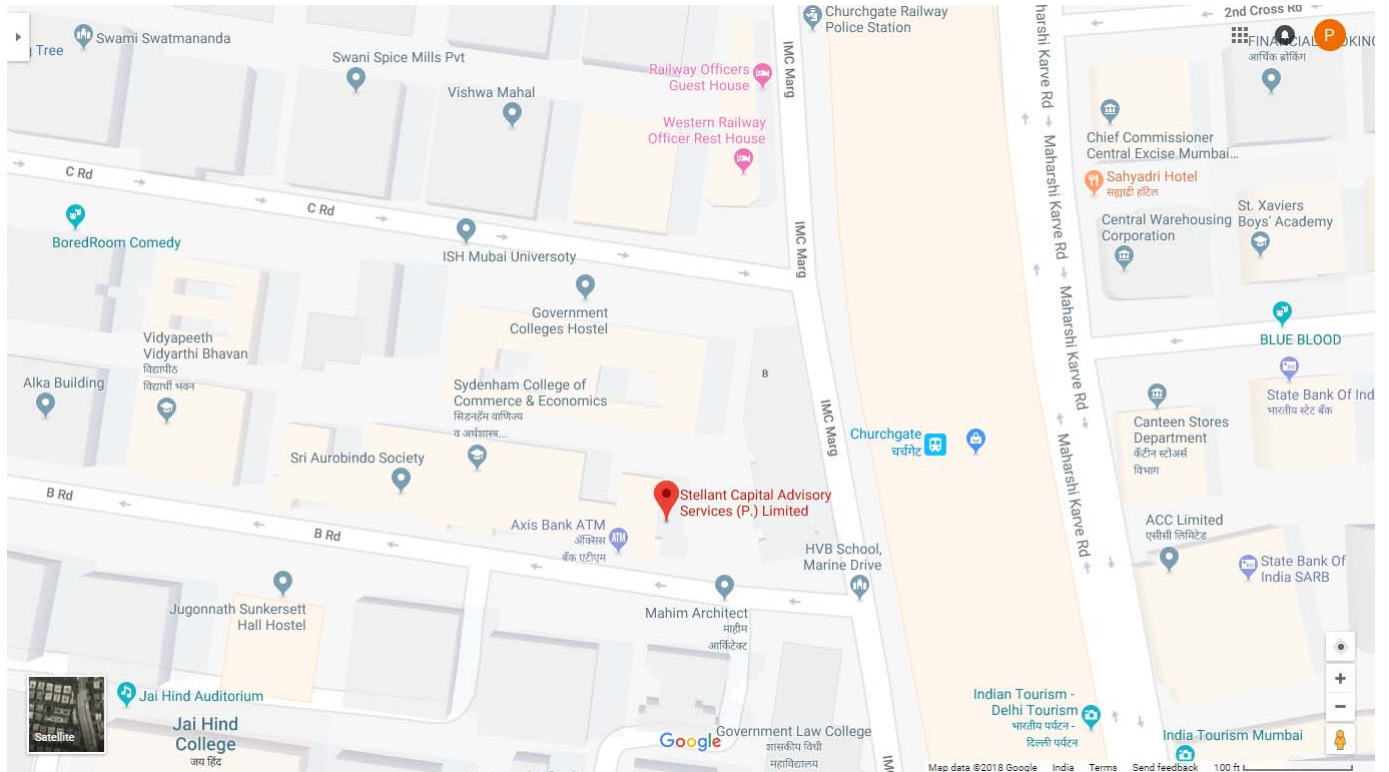 2nd Cross Rd
Churchgate Railway
Police Station
Swami Swatmananda
Tree
P
आर्थिक ब्रोकिंग
Swani Spice Mills Pvt
IMC Marg
Maharshi Karve Rd
Railway Officers
Guest House
Vishwa Mahal
Western Railway
Officer Rest House
Chief Commissioner
Central Excise Mumbai...
Maharshi Karve Rd
Sahyadri Hotel
सह्याद्री हॉटेल
C Rd
C Rd
St. Xaviers
Boys' Academy
Central Warehousing
Corporation
IMC Marg
BoredRoom Comedy
ISH Mubai Universoty
Maharshi Karve Rd
Government
Colleges Hostel
BLUE BLOOD
Vidyapeeth
Vidyarthi Bhavan
विद्यापीठ
विद्यार्थी भवन
B
Alka Building
Sydenham College of
Commerce & Economics
सिडनहॅम वाणिज्य
व अर्थशास्त्र...
State Bank Of Ind
भारतीय स्टेट बँक
IMC Marg
Churchgate
चर्चगेट
Canteen Stores
Department
कॅंटीन स्टोअर्स
विभाग
Sri Aurobindo Society
Maharshi Karve Rd
B Rd
B Rd
Stellant Capital Advisory
Services (P.) Limited
Axis Bank ATM
ॲक्सिस
बँक एटीएम
ATM
ACC Limited
एसीसी लिमिटेड
HVB School,
Marine Drive
State Bank Of
India SARB
Jugonnath Sunkersett
Hall Hostel
Mahim Architect
माहीम
आर्किटेक्ट
Jai Hind Auditorium
Indian Tourism -
Delhi Tourism
भारतीय पर्यटन -
दिल्ली पर्यटन
Jai Hind
College
जय हिंद
Satellite
Google
Government Law College
शासकीय विधी
महाविद्यालय
India Tourism Mumbai
Map data ©2018 Google India Terms Send feedback 100 ft